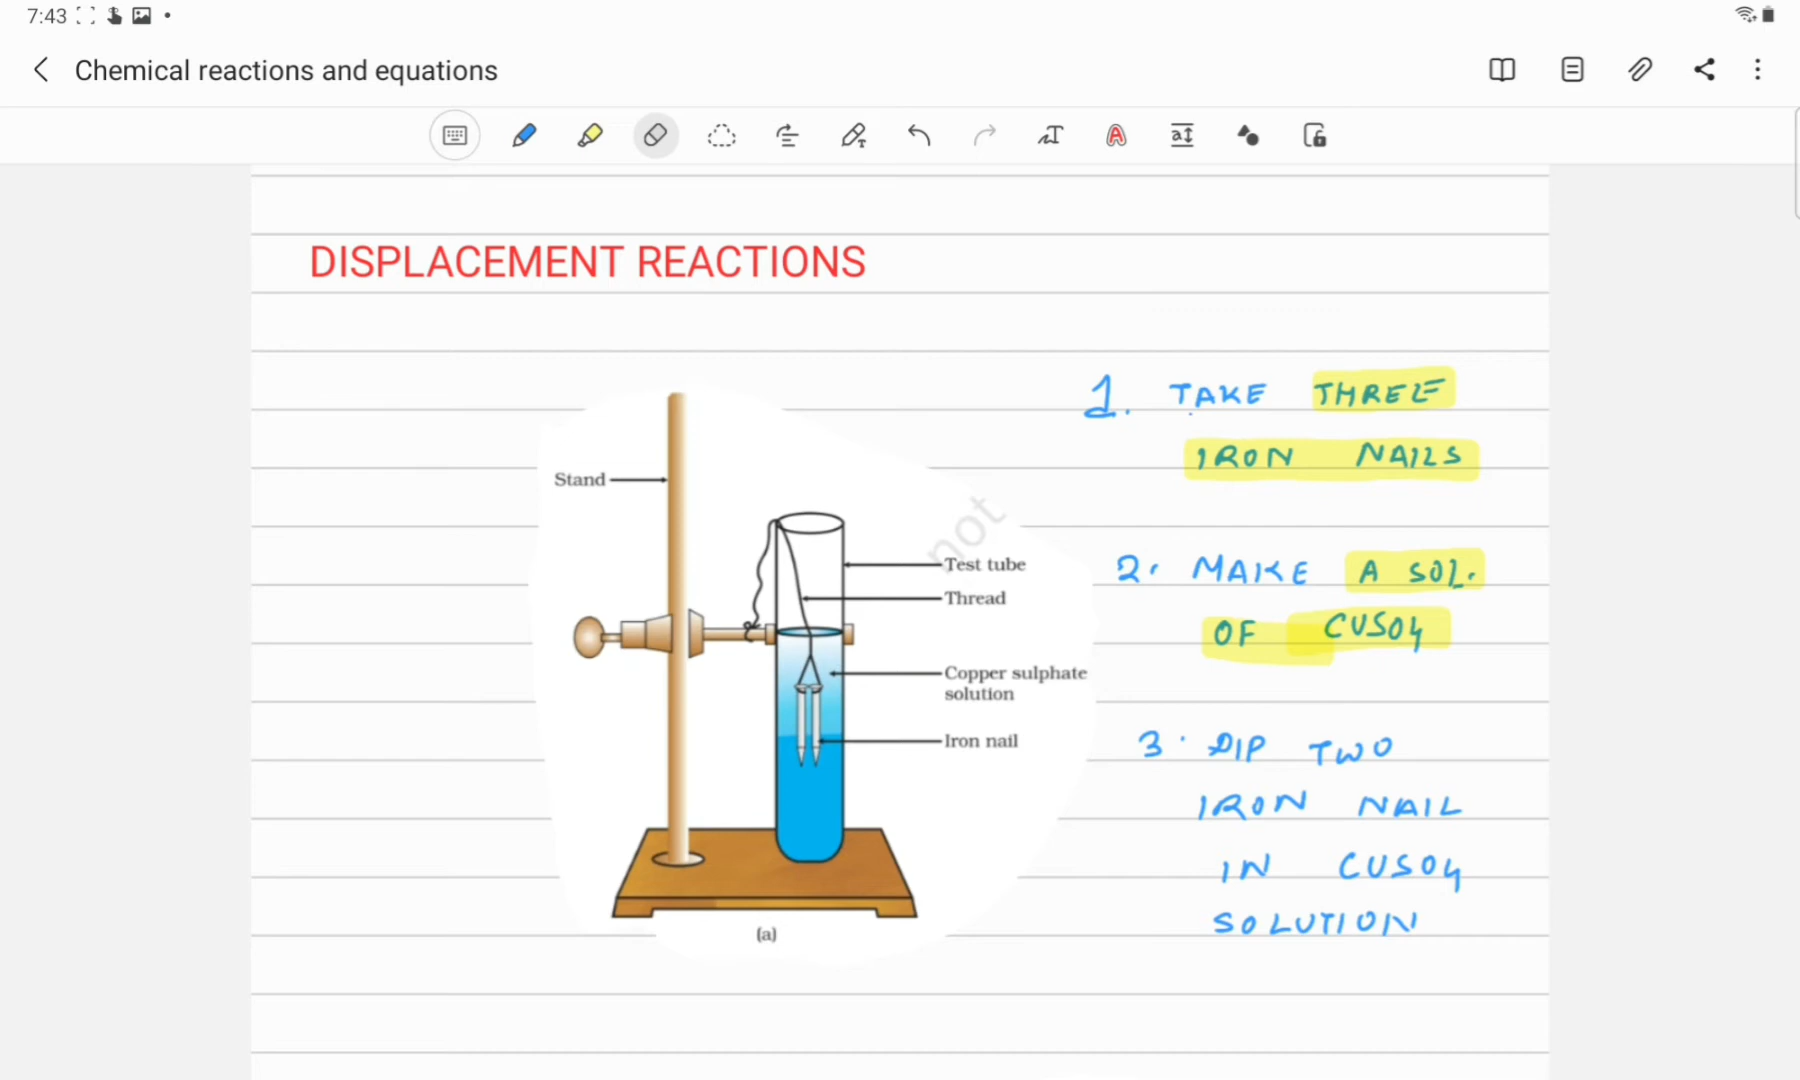 7:43
Chemical reactions and equations
DISPLACEMENT REACTIONS
1. TAKE THREE
IRON NAILS
2. MAKE A SOL.
OF CUSO4
3. DIP TWO
IRON NAIL
IN CUSO4
SOLUTION
Stand
not
Test tube
Thread
Copper sulphate
solution
Iron nail
(a)